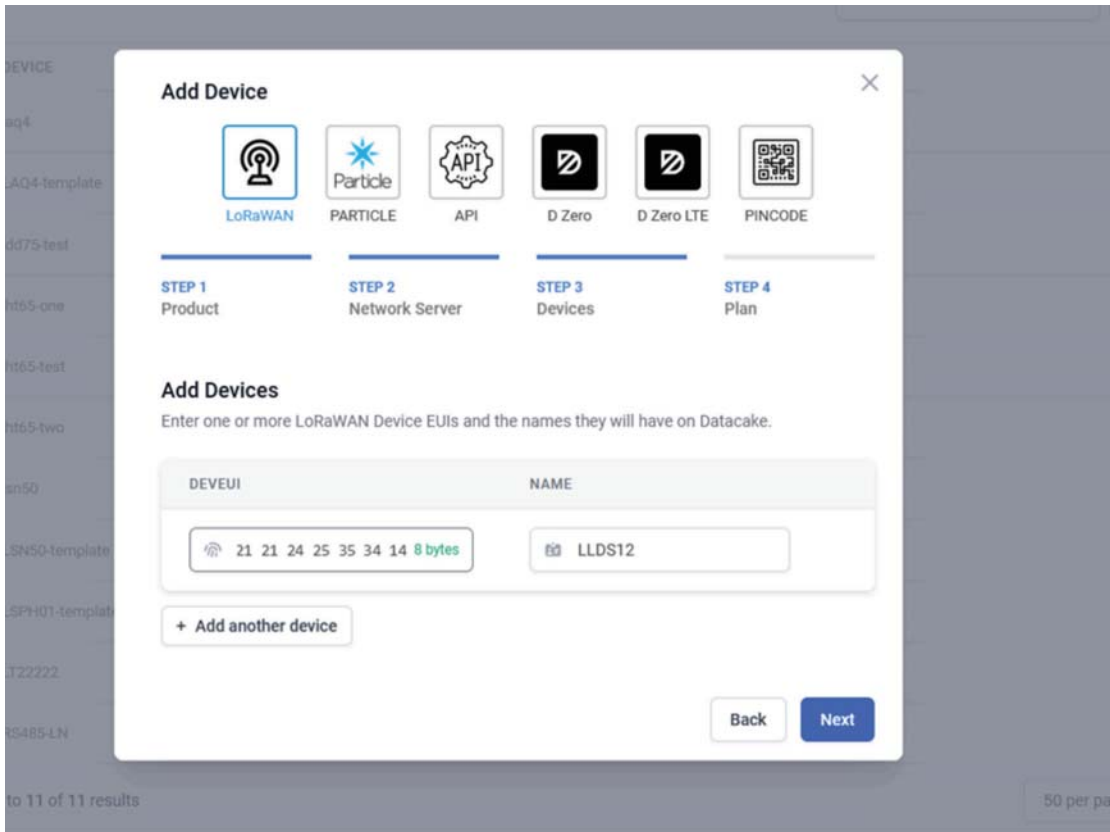 DEVICE
aq4
LAQ4-template
dd75-test
ht65-one
ht65-test
ht65-two
sn50
LSN50-template
LSPH01-template
LT22222
RS485-LN
to 11 of 11 results
50 per pa
Add Device
Particle
API
LoRaWAN PARTICLE API D Zero D Zero LTE PINCODE
STEP 1 STEP 2 STEP 3 STEP 4
Product Network Server Devices Plan
Add Devices
Enter one or more LoRaWAN Device EUIs and the names they will have on Datacake.
DEVEUI NAME
21 21 24 25 35 34 14 8 bytes LLDS12
+ Add another device
Back Next